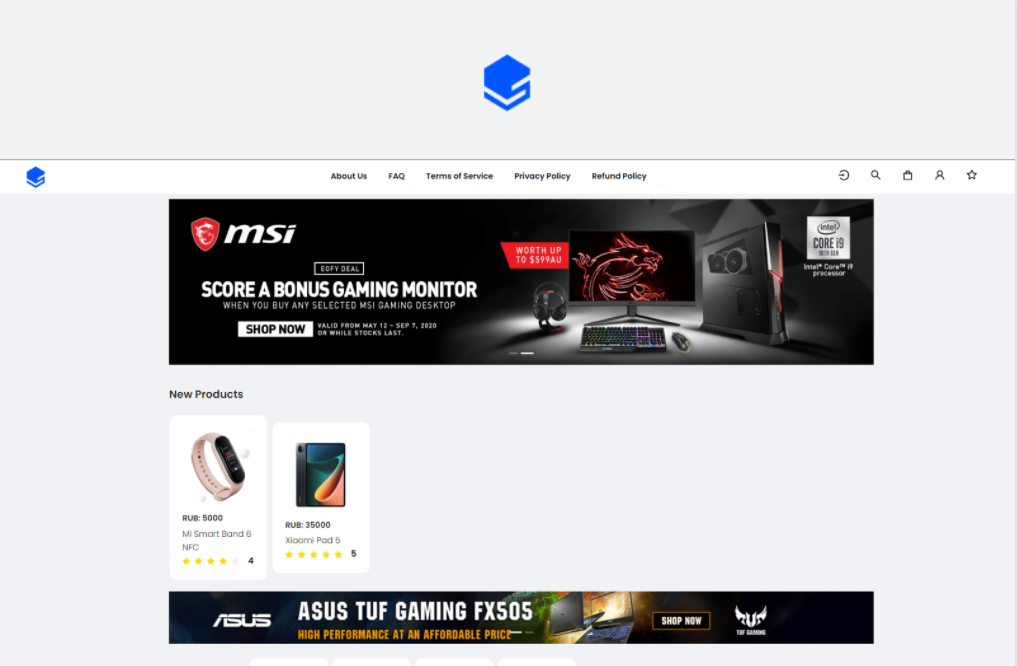 About Us FAQ Terms of Service Privacy Policy Refund Policy
msi
WORTH UP
TO $599AU
intel
CORE i9
10TH GEN
Intel® Core™ i9
processor
EOFY DEAL
SCORE A BONUS GAMING MONITOR
WHEN YOU BUY ANY SELECTED MSI GAMING DESKTOP
SHOP NOW
VALID FROM MAY 12 - SEP 7, 2020
OR WHILE STOCKS LAST.
New Products
RUB: 5000
Mi Smart Band 6
NFC
4
RUB: 35000
Xiaomi Pad 5
5
ASUS
ASUS TUF GAMING FX505
HIGH PERFORMANCE AT AN AFFORDABLE PRICE
SHOP NOW
TUF GAMING